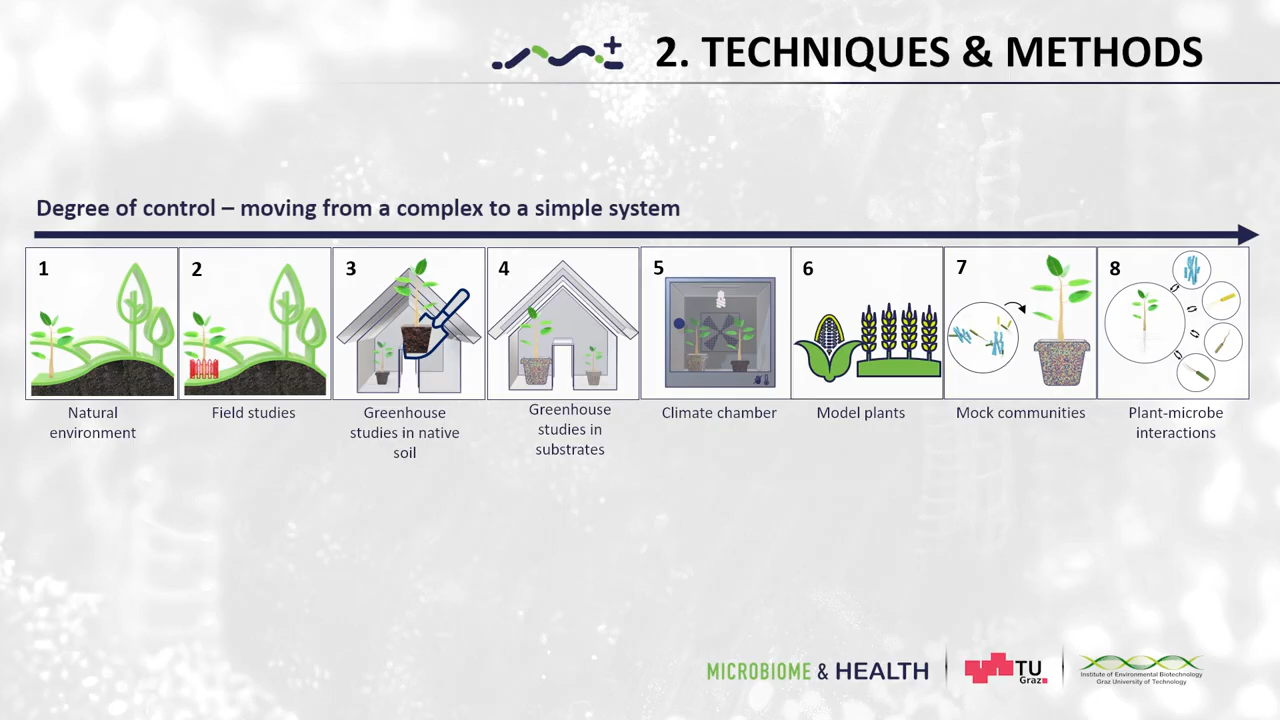 2. TECHNIQUES & METHODS
Degree of control – moving from a complex to a simple system
1
2
3
4
5
6
7
8
Natural
environment
Field studies
Greenhouse
studies in native
soil
Greenhouse
studies in
substrates
Climate chamber
Model plants
Mock communities
Plant-microbe
interactions
MICROBIOME & HEALTH
TU
Graz
Institute of Environmental Biotechnology
Graz University of Technology